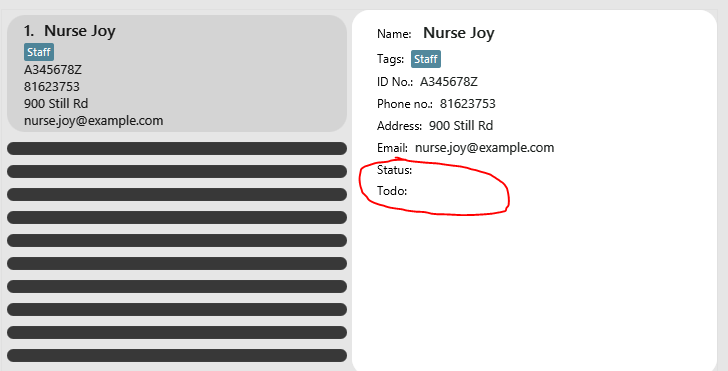 1. Nurse Joy
Staff
A345678Z
81623753
900 Still Rd
nurse.joy@example.com
Name: Nurse Joy
Tags: Staff
ID No.: A345678Z
Phone no.: 81623753
Address: 900 Still Rd
Email: nurse.joy@example.com
Status:
Todo: